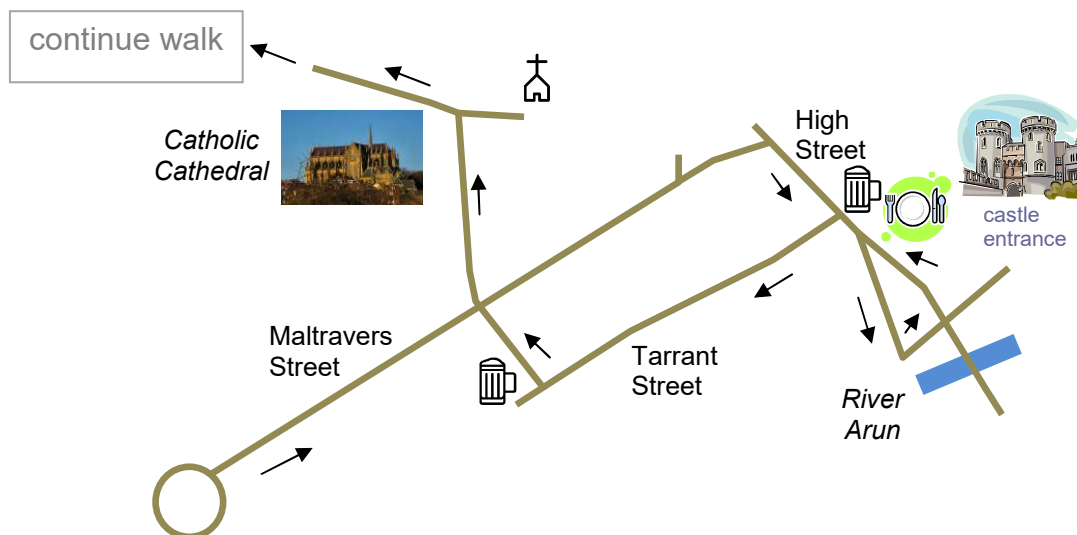 continue walk
Catholic
Cathedral
High
Street
castle
entrance
Maltravers
Street
Tarrant
Street
River
Arun